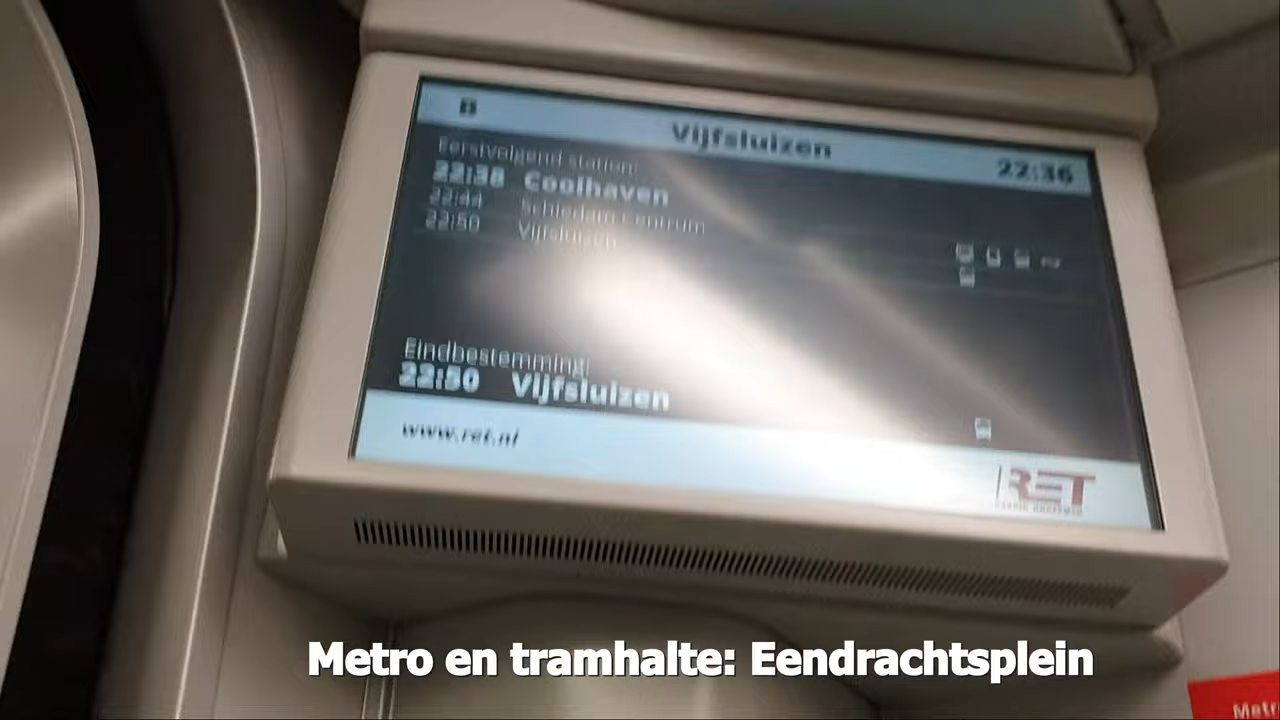 B
Vijfsluizen
22:36
Eerstvolgend station:
22:38 Coolhaven
22:44 Schiedam Centrum
22:50 Vijfsluizen
Eindbestemming:
22:50 Vijfsluizen
www.ret.nl
RET
Metro en tramhalte: Eendrachtsplein